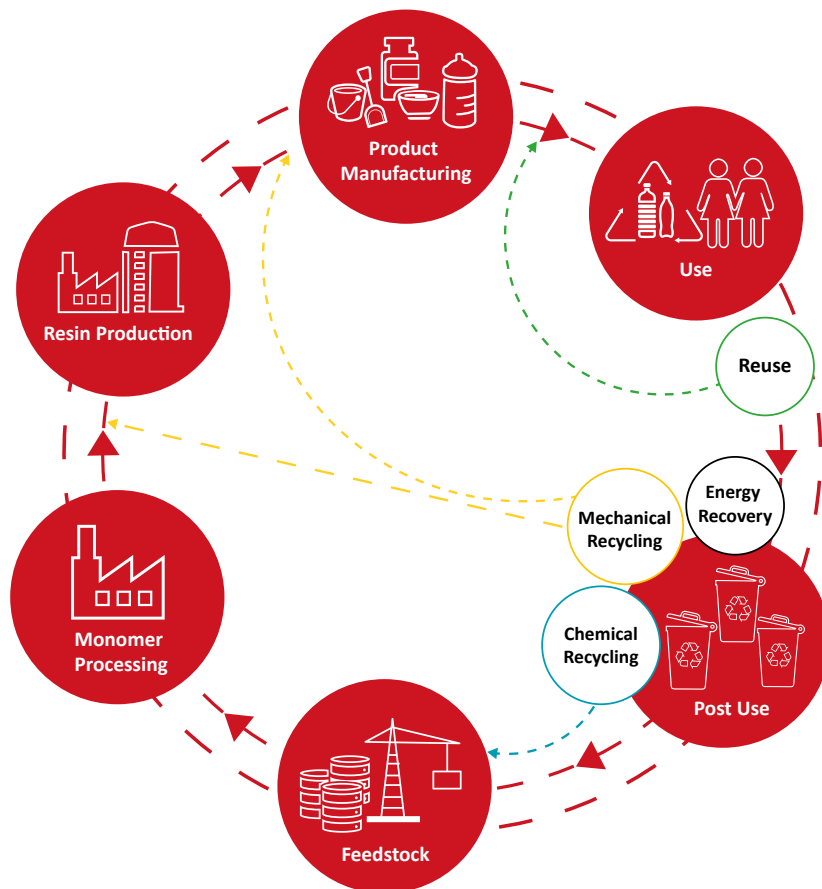 Product
Manufacturing
Use
Resin Production
Reuse
Energy
Recovery
Mechanical
Recycling
Monomer
Processing
Chemical
Recycling
Post Use
Feedstock